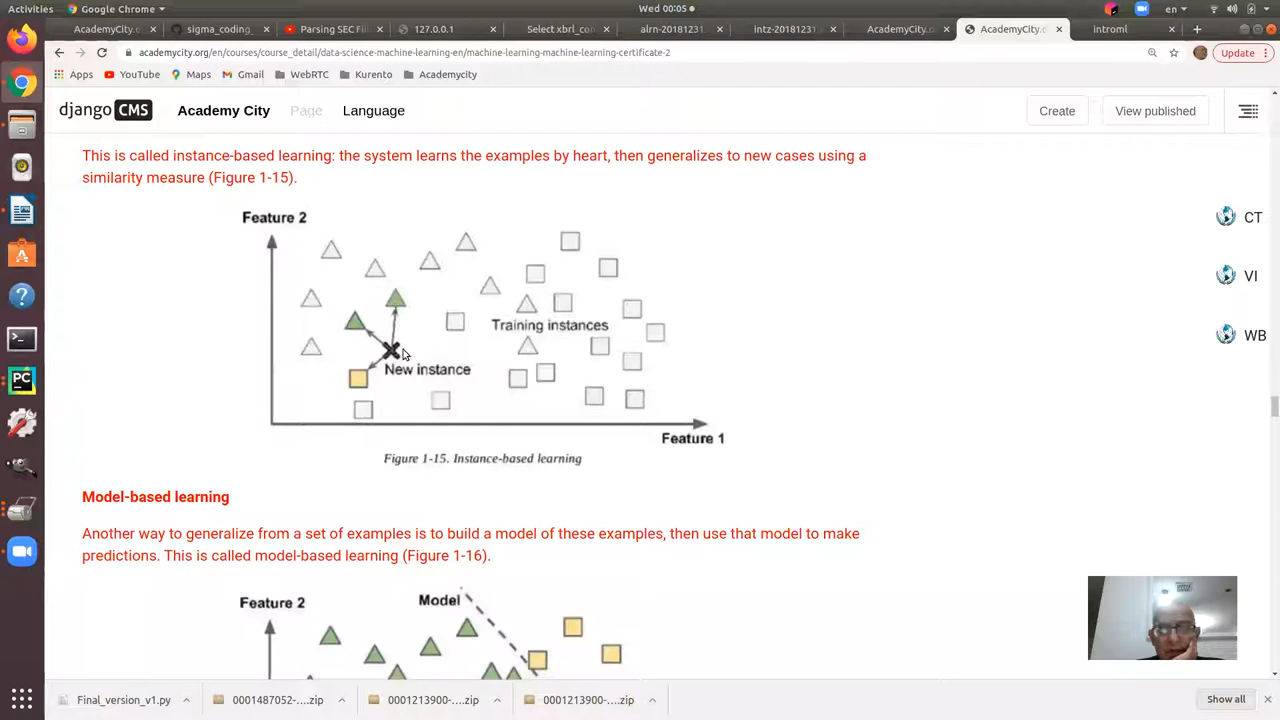 Activities
Google Chrome
Wed 00:05
en
AcademyCity.d
sigma_coding_
Parsing SEC Fil
127.0.0.1
Select xbrl_con
alrn-20181231
intz-20181231.
AcademyCity.o
AcademyCity.d
introml
academycity.org/en/courses/course_detail/data-science-machine-learning-en/machine-learning-machine-learning-certificate-2
Update
Apps
YouTube
Maps
Gmail
WebRTC
Kurento
Academycity
django CMS
Academy City
Page
Language
Create
View published
This is called instance-based learning: the system learns the examples by heart, then generalizes to new cases using a
similarity measure (Figure 1-15).
Feature 2
Training instances
New instance
Feature 1
Figure 1-15. Instance-based learning
CT
VI
WB
Model-based learning
Another way to generalize from a set of examples is to build a model of these examples, then use that model to make
predictions. This is called model-based learning (Figure 1-16).
Feature 2
Model
Final_version_v1.py
0001487052-....zip
0001213900-....zip
0001213900-....zip
Show all